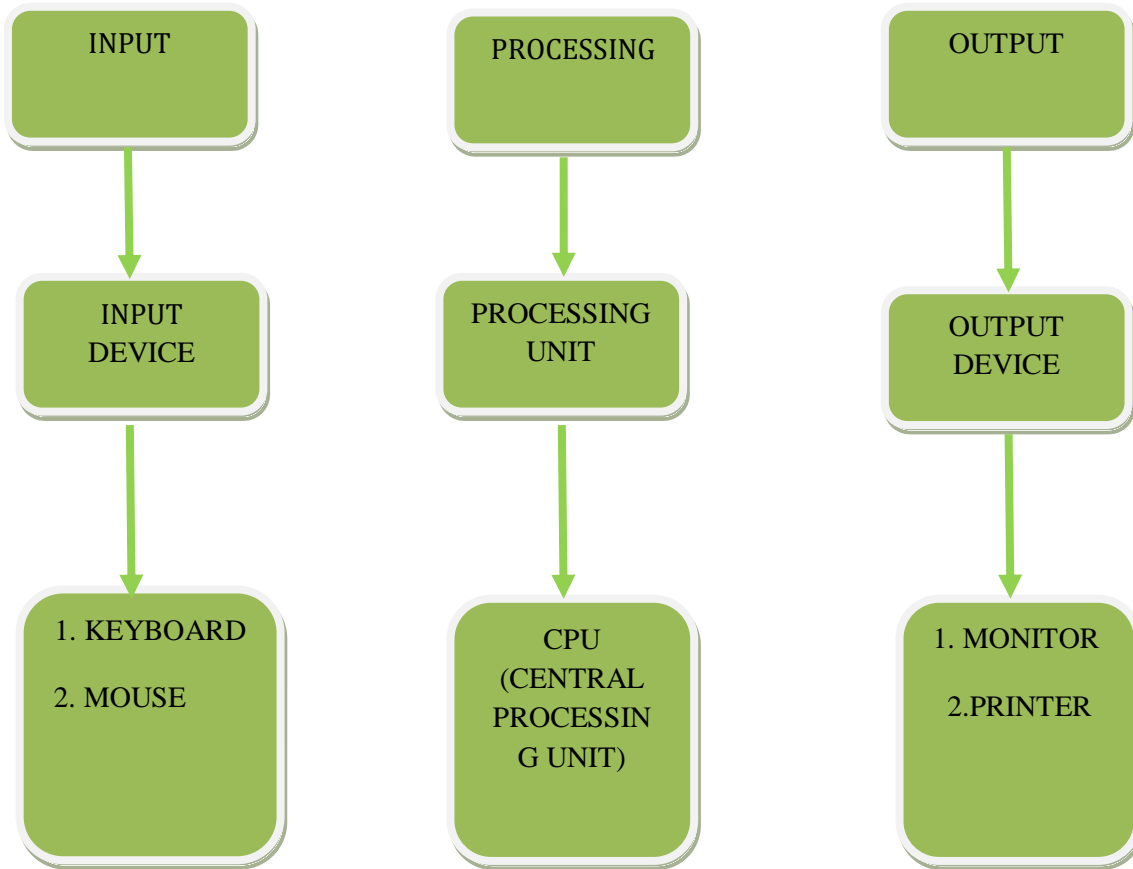 INPUT
PROCESSING
OUTPUT
INPUT
DEVICE
PROCESSING
UNIT
OUTPUT
DEVICE
1. KEYBOARD
2. MOUSE
CPU
(CENTRAL
PROCESSIN
G UNIT)
1. MONITOR
2.PRINTER